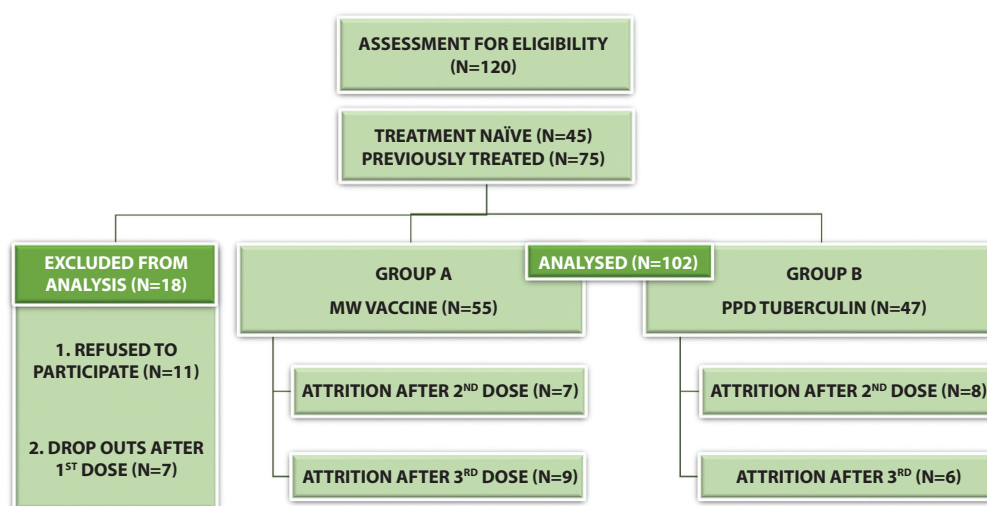 ASSESSMENT FOR ELIGIBILITY
(N=120)
TREATMENT NAÏVE (N=45)
PREVIOUSLY TREATED (N=75)
EXCLUDED FROM
ANALYSIS (N=18)
1. REFUSED TO
PARTICIPATE (N=11)
2. DROP OUTS AFTER
1ST DOSE (N=7)
ANALYSED (N=102)
GROUP A
MW VACCINE (N=55)
ATTRITION AFTER 2ND DOSE (N=7)
ATTRITION AFTER 3RD DOSE (N=9)
GROUP B
PPD TUBERCULIN (N=47)
ATTRITION AFTER 2ND DOSE (N=8)
ATTRITION AFTER 3RD (N=6)